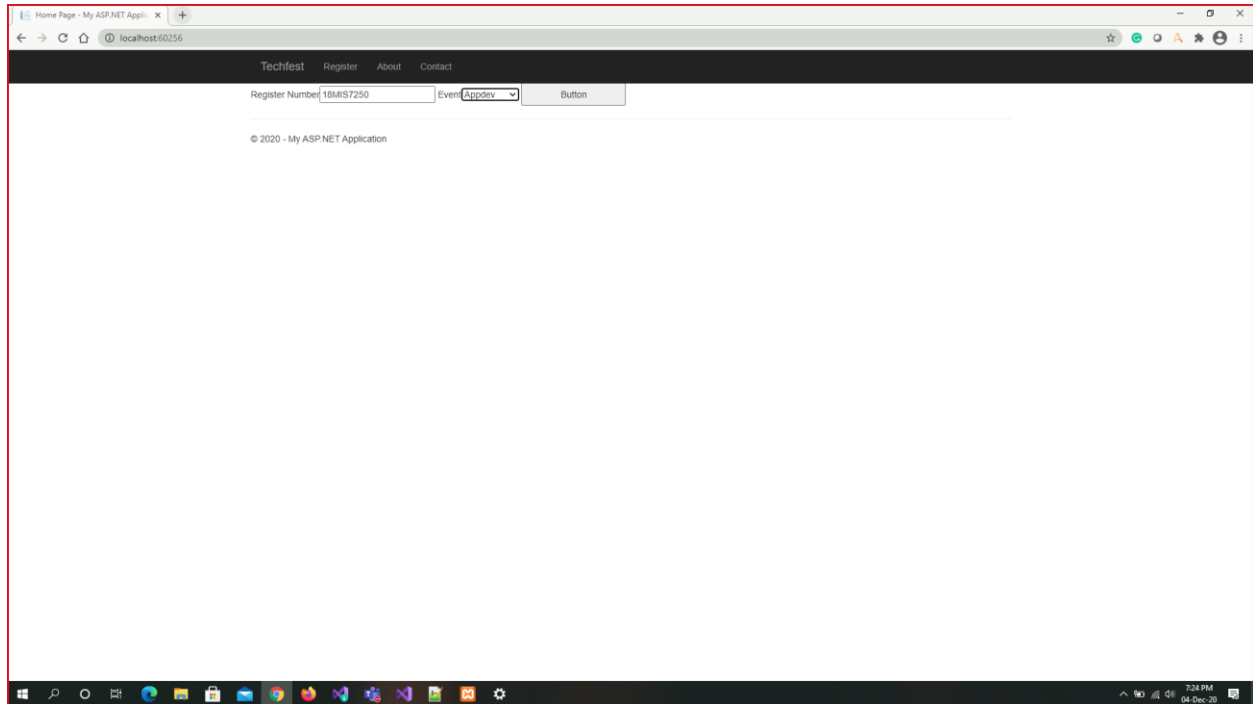 Home Page - My ASP.NET Applic
localhost:60256
Techfest Register About Contact
Register Number 18MIS7250 Event Appdev Button
© 2020 - My ASP.NET Application
7:24 PM
04-Dec-20